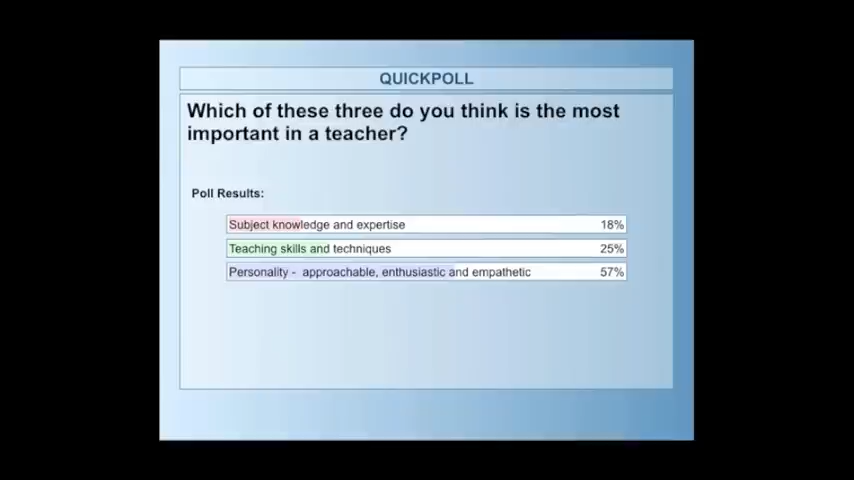 QUICKPOLL
Which of these three do you think is the most
important in a teacher?
Poll Results:
Subject knowledge and expertise 18%
Teaching skills and techniques 25%
Personality - approachable, enthusiastic and empathetic 57%